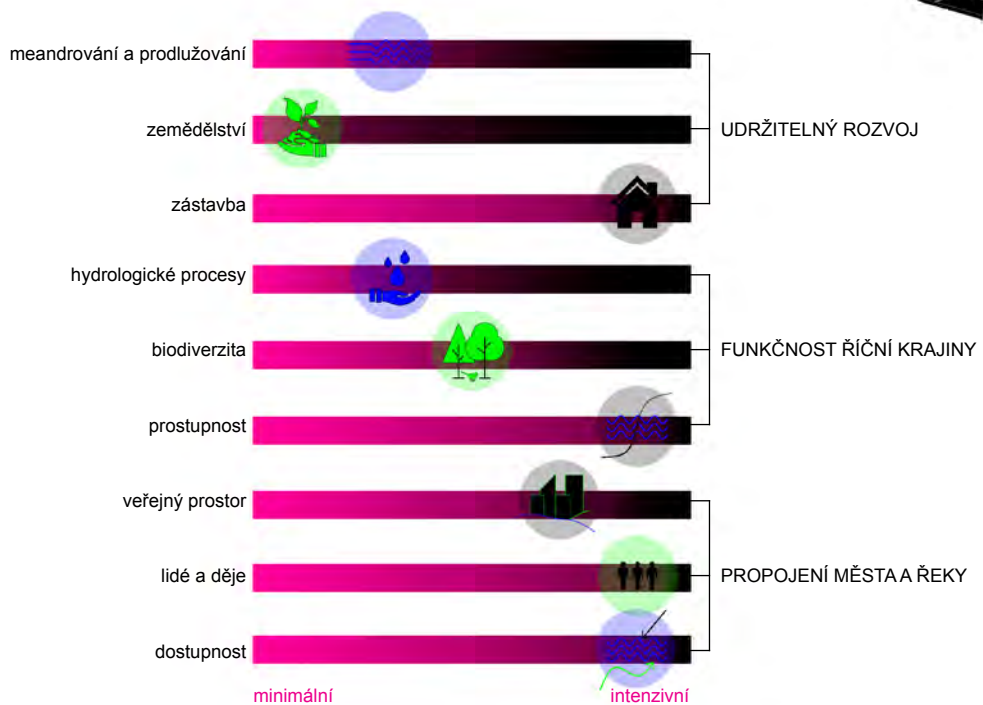 meandrování a prodlužování
zemědělství
UDRŽITELNÝ ROZVOJ
zástavba
hydrologické procesy
biodiverzita
FUNKČNOST ŘÍČNÍ KRAJINY
prostupnost
veřejný prostor
lidé a děje
PROPOJENÍ MĚSTA A ŘEKY
dostupnost
minimální
intenzivní